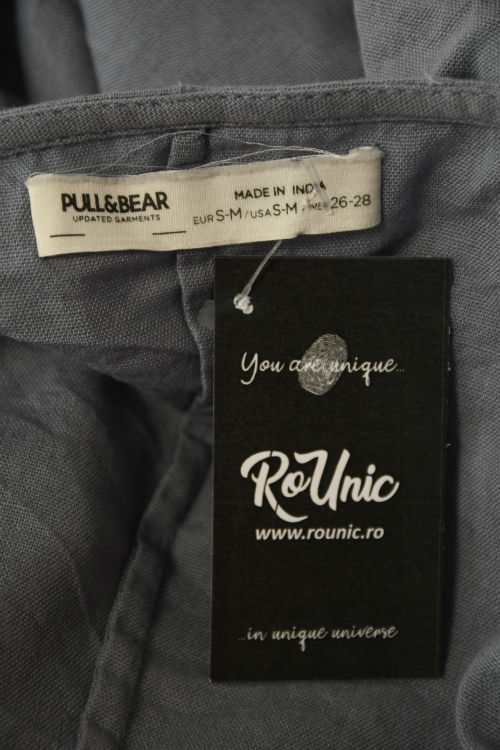 PULL&BEAR
UPDATED GARMENTS
MADE IN INDIA
EUR S-M / USA S-M 26-28
You are unique...
RoUnic
www.rounic.ro
...in unique universe